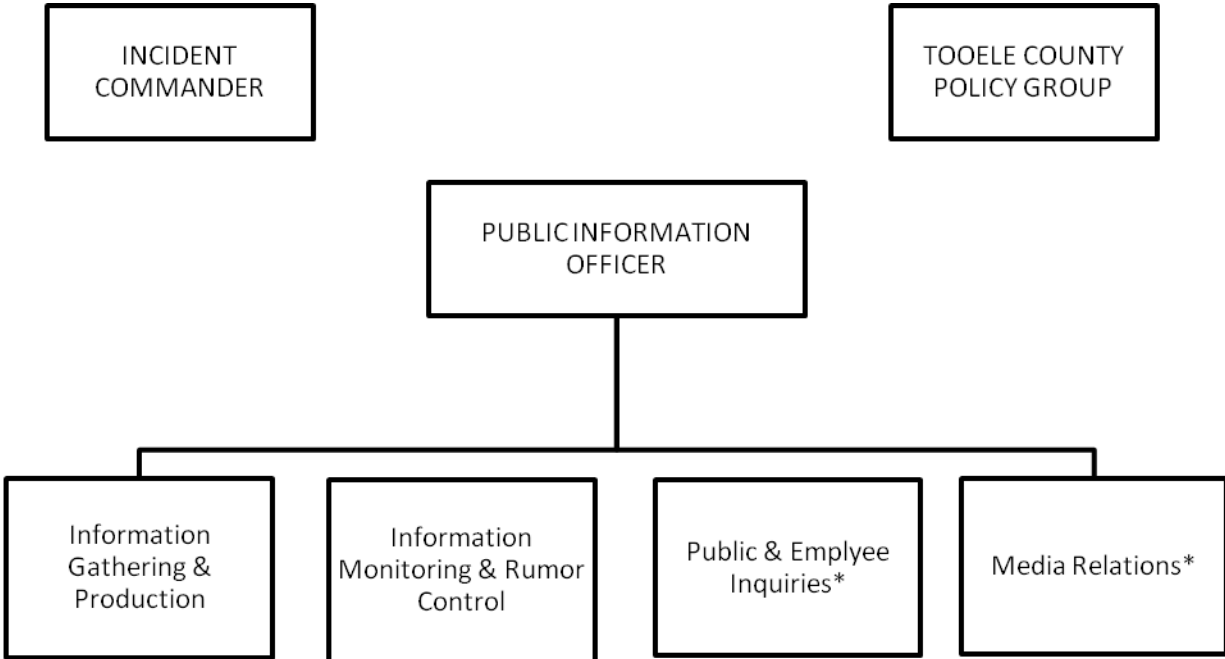 INCIDENT
COMMANDER
TOOELE COUNTY
POLICY GROUP
PUBLIC INFORMATION
OFFICER
Information
Gathering &
Production
Information
Monitoring & Rumor
Control
Public & Emplyee
Inquiries*
Media Relations*